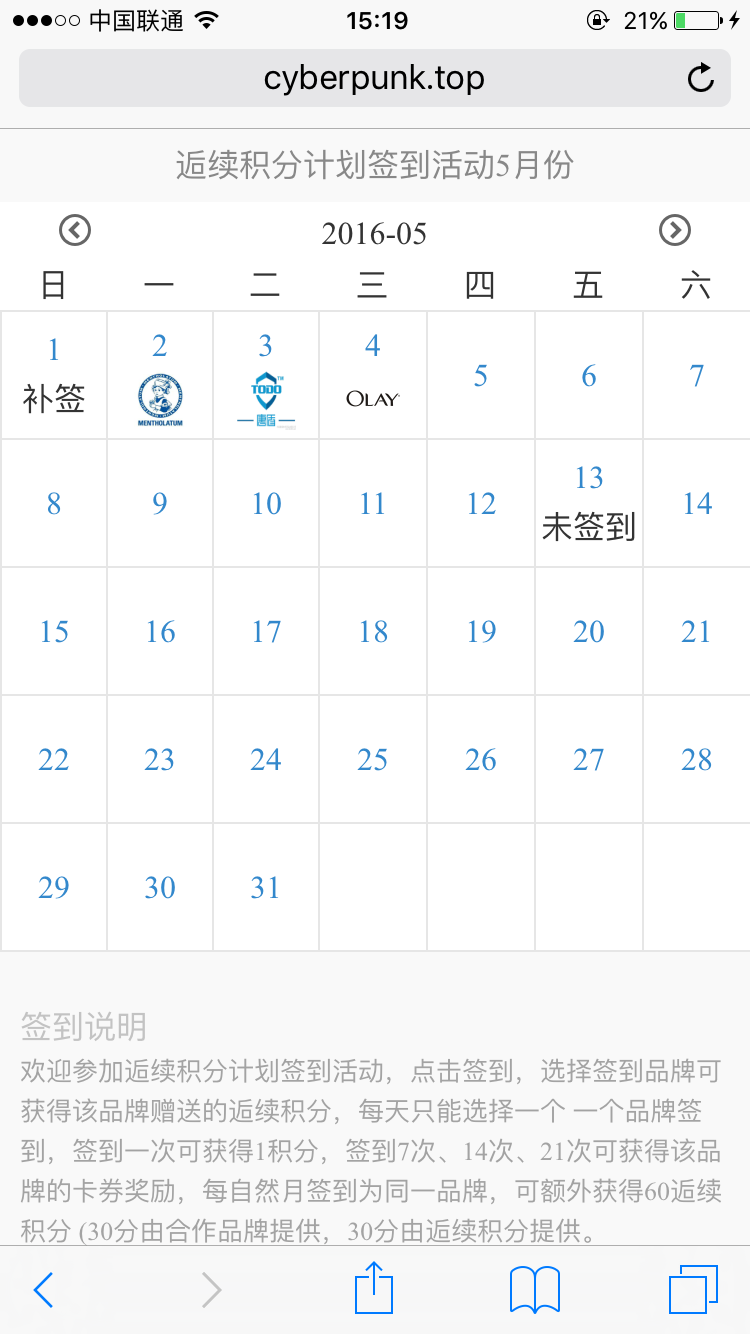 中国联通 15:19 21%
cyberpunk.top
逅续积分计划签到活动5月份
2016-05
日 一 二 三 四 五 六
1 2 3 4 5 6 7
补签 MENTHOLATUM TODO 唐盾 OLAY
8 9 10 11 12 13 14
未签到
15 16 17 18 19 20 21
22 23 24 25 26 27 28
29 30 31
签到说明
欢迎参加逅续积分计划签到活动，点击签到，选择签到品牌可
获得该品牌赠送的逅续积分，每天只能选择一个 一个品牌签
到，签到一次可获得1积分，签到7次、14次、21次可获得该品
牌的卡券奖励，每自然月签到为同一品牌，可额外获得60逅续
积分 (30分由合作品牌提供，30分由逅续积分提供。